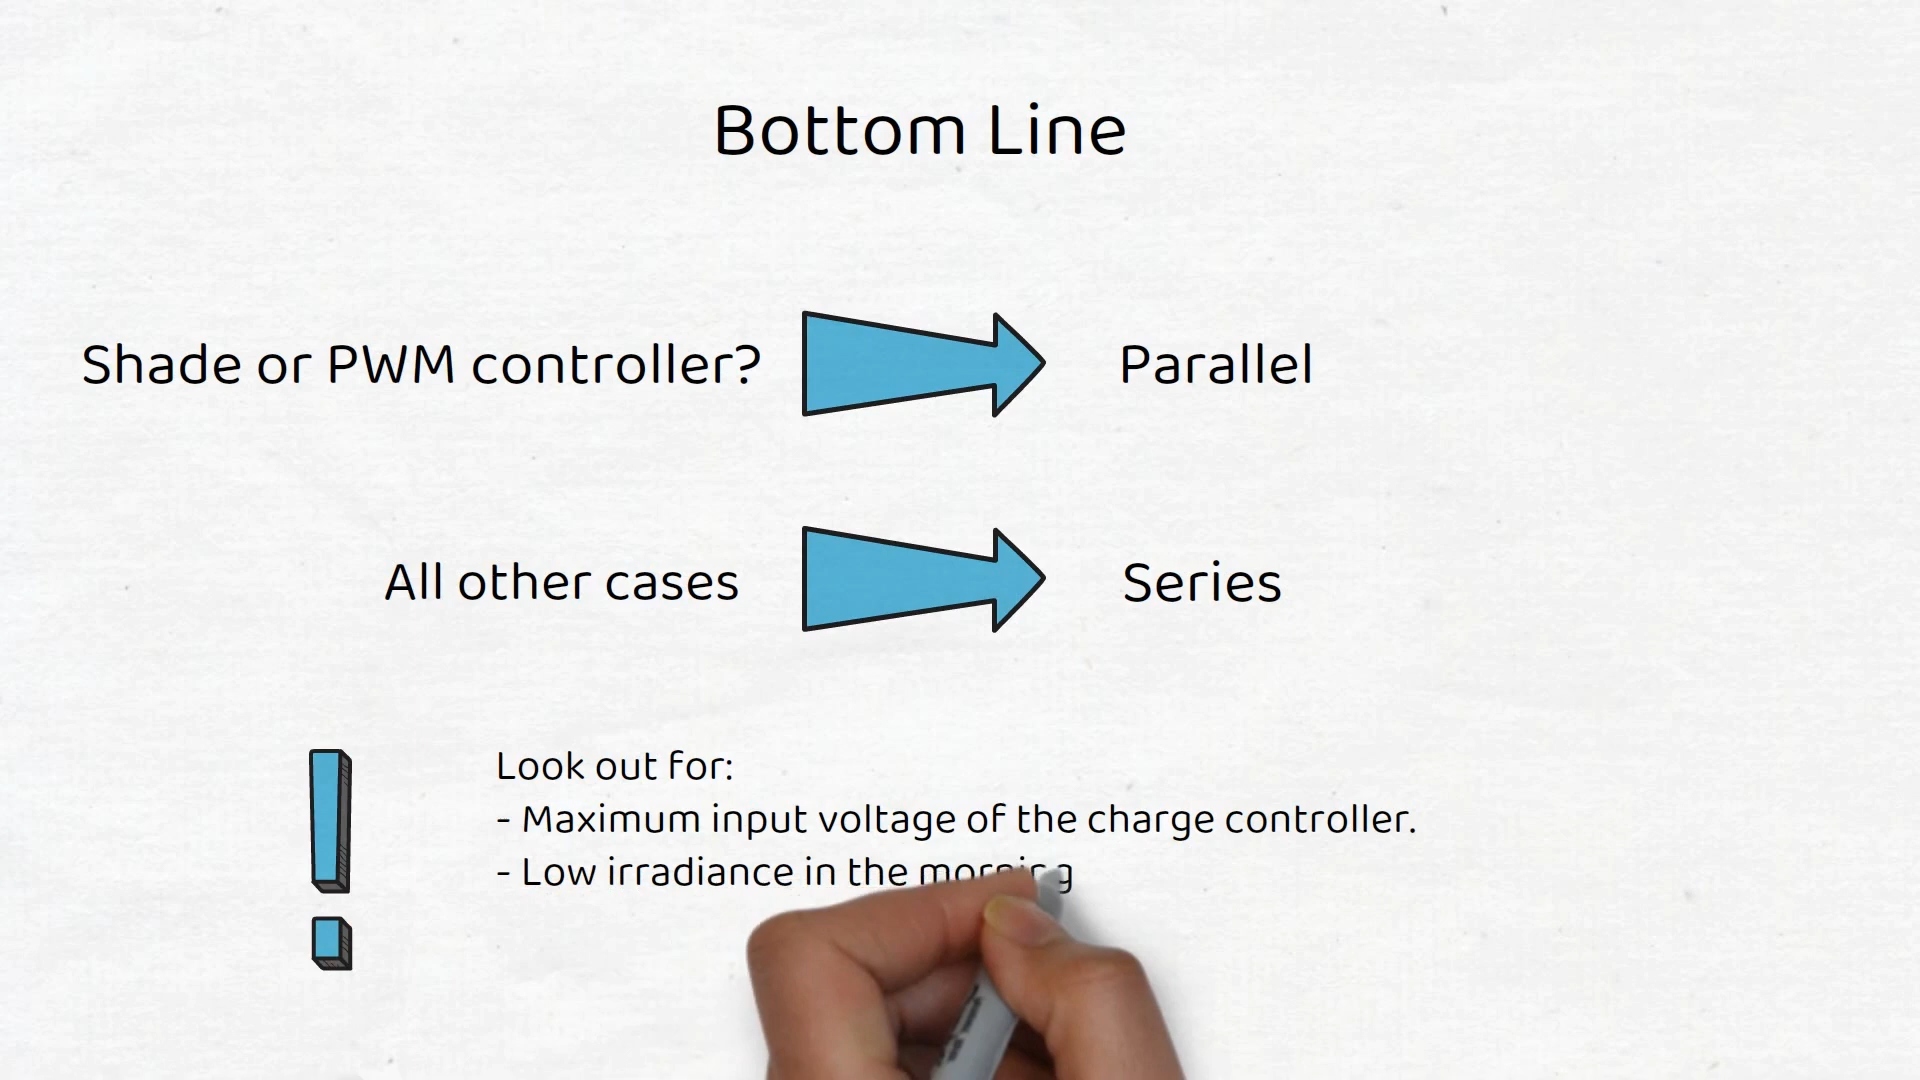 Bottom Line
Shade or PWM controller?
Parallel
All other cases
Series
Look out for:
- Maximum input voltage of the charge controller.
- Low irradiance in the morning